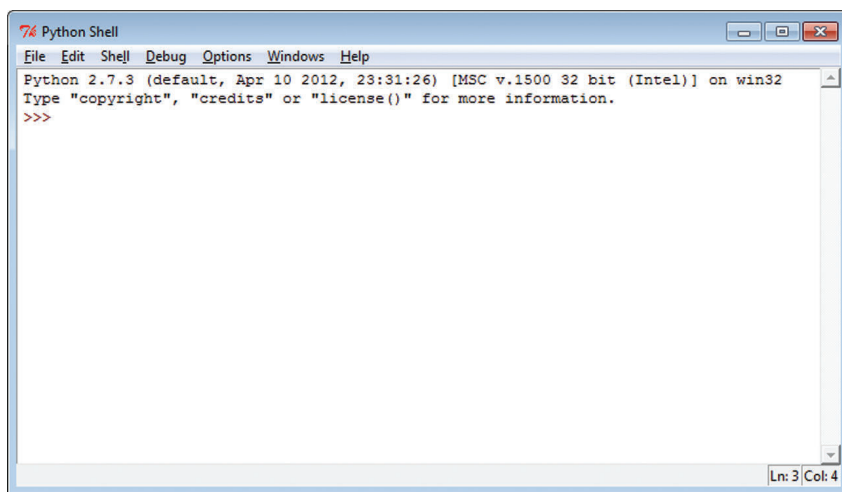 Python Shell
File Edit Shell Debug Options Windows Help
Python 2.7.3 (default, Apr 10 2012, 23:31:26) [MSC v.1500 32 bit (Intel)] on win32
Type "copyright", "credits" or "license()" for more information.
>>>
Ln: 3 Col: 4